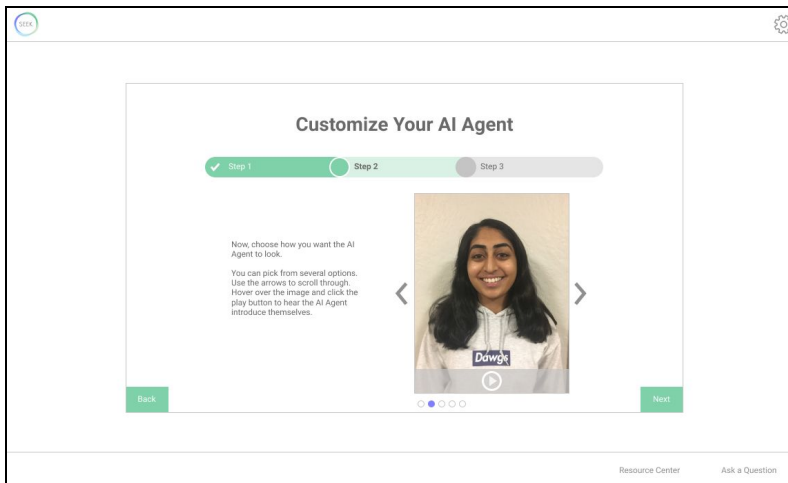 SEEK
Customize Your AI Agent
Step 1
Step 2
Step 3
Now, choose how you want the AI
Agent to look.
You can pick from several options.
Use the arrows to scroll through.
Hover over the image and click the
play button to hear the AI Agent
introduce themselves.
Dawgs
Back
Next
Resource Center
Ask a Question